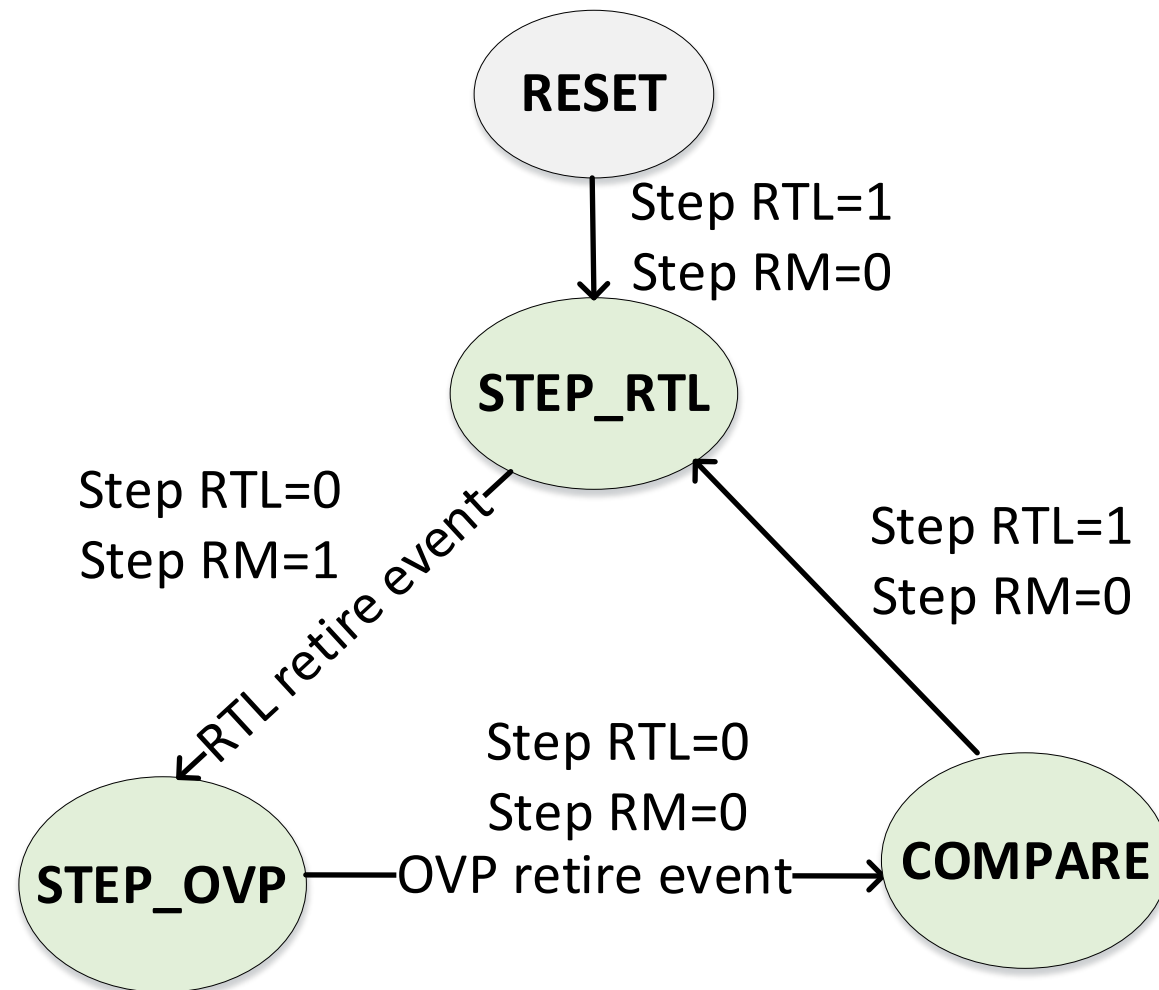 RESET
Step RTL=1
Step RM=0
STEP_RTL
Step RTL=0
Step RM=1
RTL retire event
Step RTL=1
Step RM=0
Step RTL=0
Step RM=0
OVP retire event
STEP_OVP
COMPARE